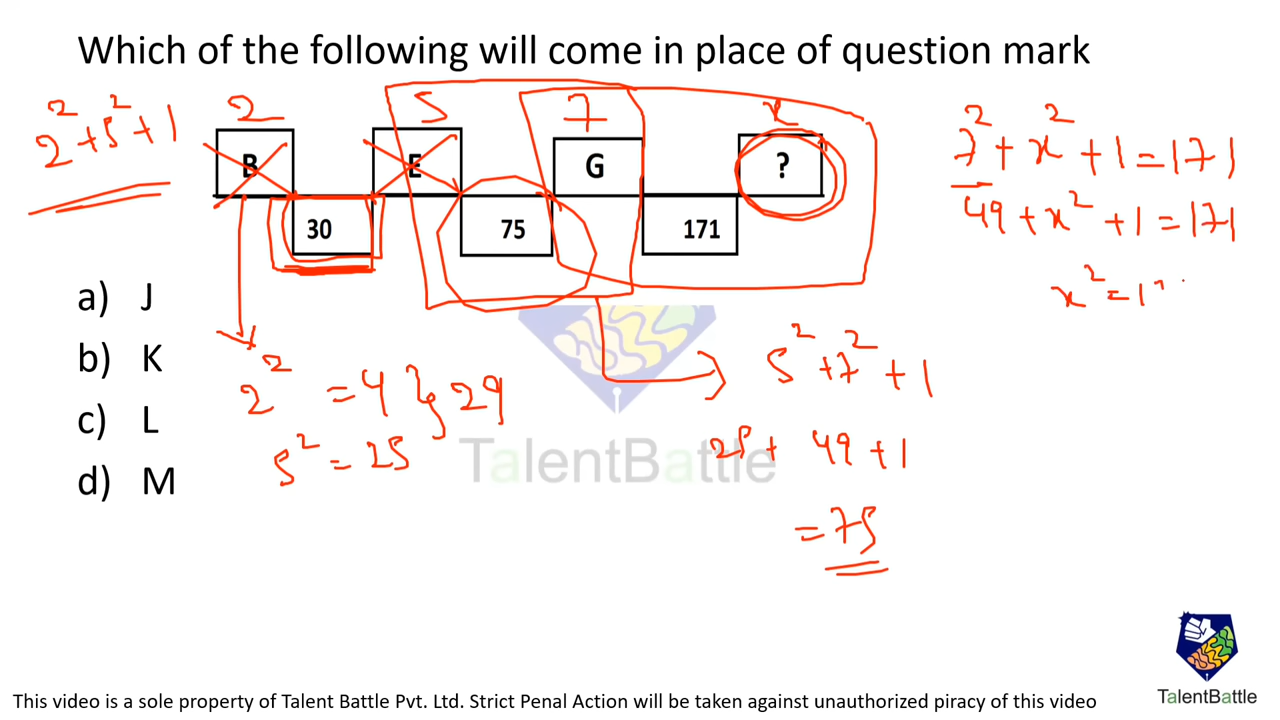 Which of the following will come in place of question mark
2² + 5² + 1
2 5 7 x
B E G ?
30 75 171
7² + x² + 1 = 171
49 + x² + 1 = 171
x² = 1
a) J
b) K
c) L
d) M
2² = 4 } 29
5² = 25
5² + 7² + 1
25 + 49 + 1
= 75
TalentBattle
TalentBattle
This video is a sole property of Talent Battle Pvt. Ltd. Strict Penal Action will be taken against unauthorized piracy of this video